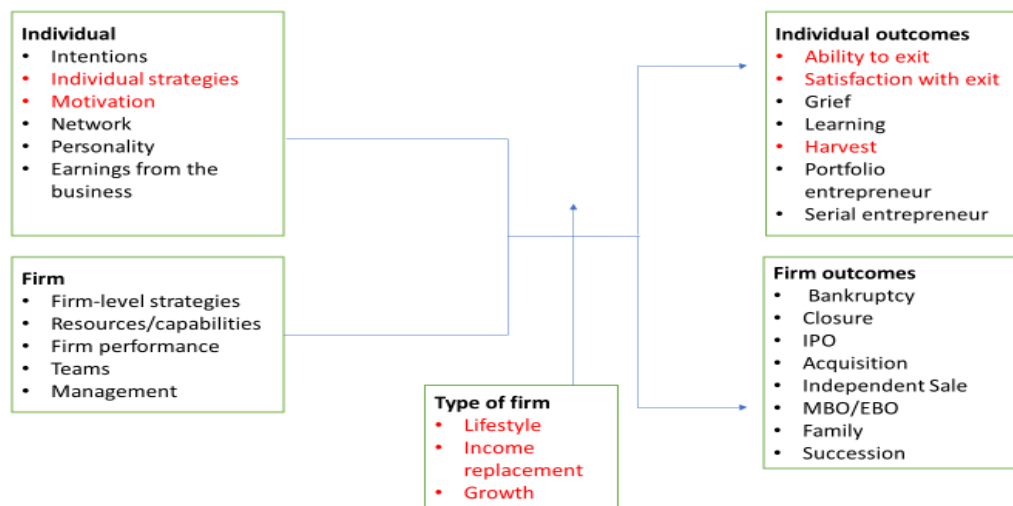 Individual
• Intentions
• Individual strategies
• Motivation
• Network
• Personality
• Earnings from the
business
Firm
• Firm-level strategies
• Resources/capabilities
• Firm performance
• Teams
• Management
Type of firm
• Lifestyle
• Income
replacement
• Growth
Individual outcomes
• Ability to exit
• Satisfaction with exit
• Grief
• Learning
• Harvest
• Portfolio
entrepreneur
• Serial entrepreneur
Firm outcomes
• Bankruptcy
• Closure
• IPO
• Acquisition
• Independent Sale
• MBO/EBO
• Family
• Succession